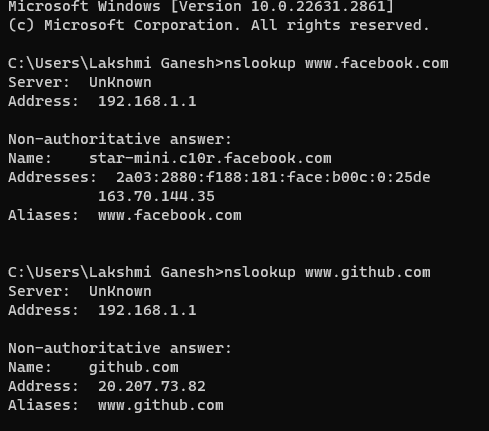 Microsoft Windows [Version 10.0.22631.2861]
(c) Microsoft Corporation. All rights reserved.
C:\Users\Lakshmi Ganesh>nslookup www.facebook.com
Server:  UnKnown
Address:  192.168.1.1
Non-authoritative answer:
Name:    star-mini.c10r.facebook.com
Addresses:  2a03:2880:f188:181:face:b00c:0:25de
          163.70.144.35
Aliases:  www.facebook.com
C:\Users\Lakshmi Ganesh>nslookup www.github.com
Server:  UnKnown
Address:  192.168.1.1
Non-authoritative answer:
Name:    github.com
Address:  20.207.73.82
Aliases:  www.github.com